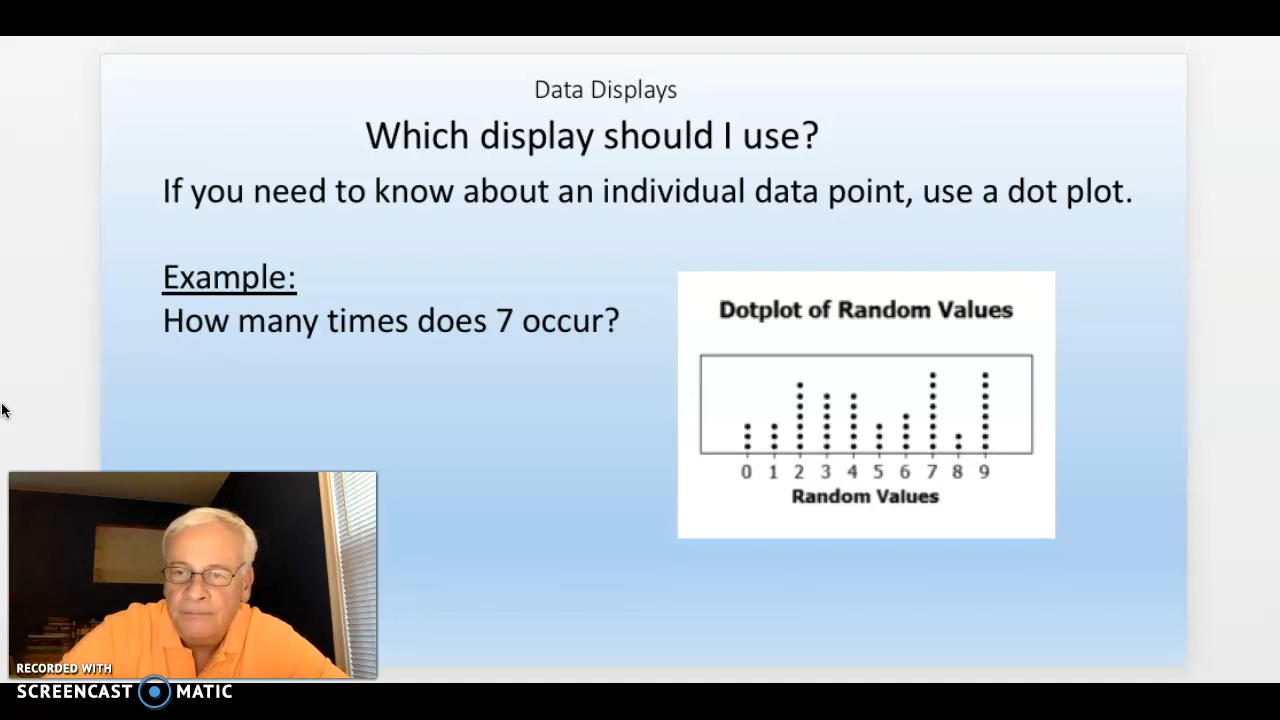 Data Displays
Which display should I use?
If you need to know about an individual data point, use a dot plot.
Example:
How many times does 7 occur?
Dotplot of Random Values
0 1 2 3 4 5 6 7 8 9
Random Values
RECORDED WITH
SCREENCAST MATIC